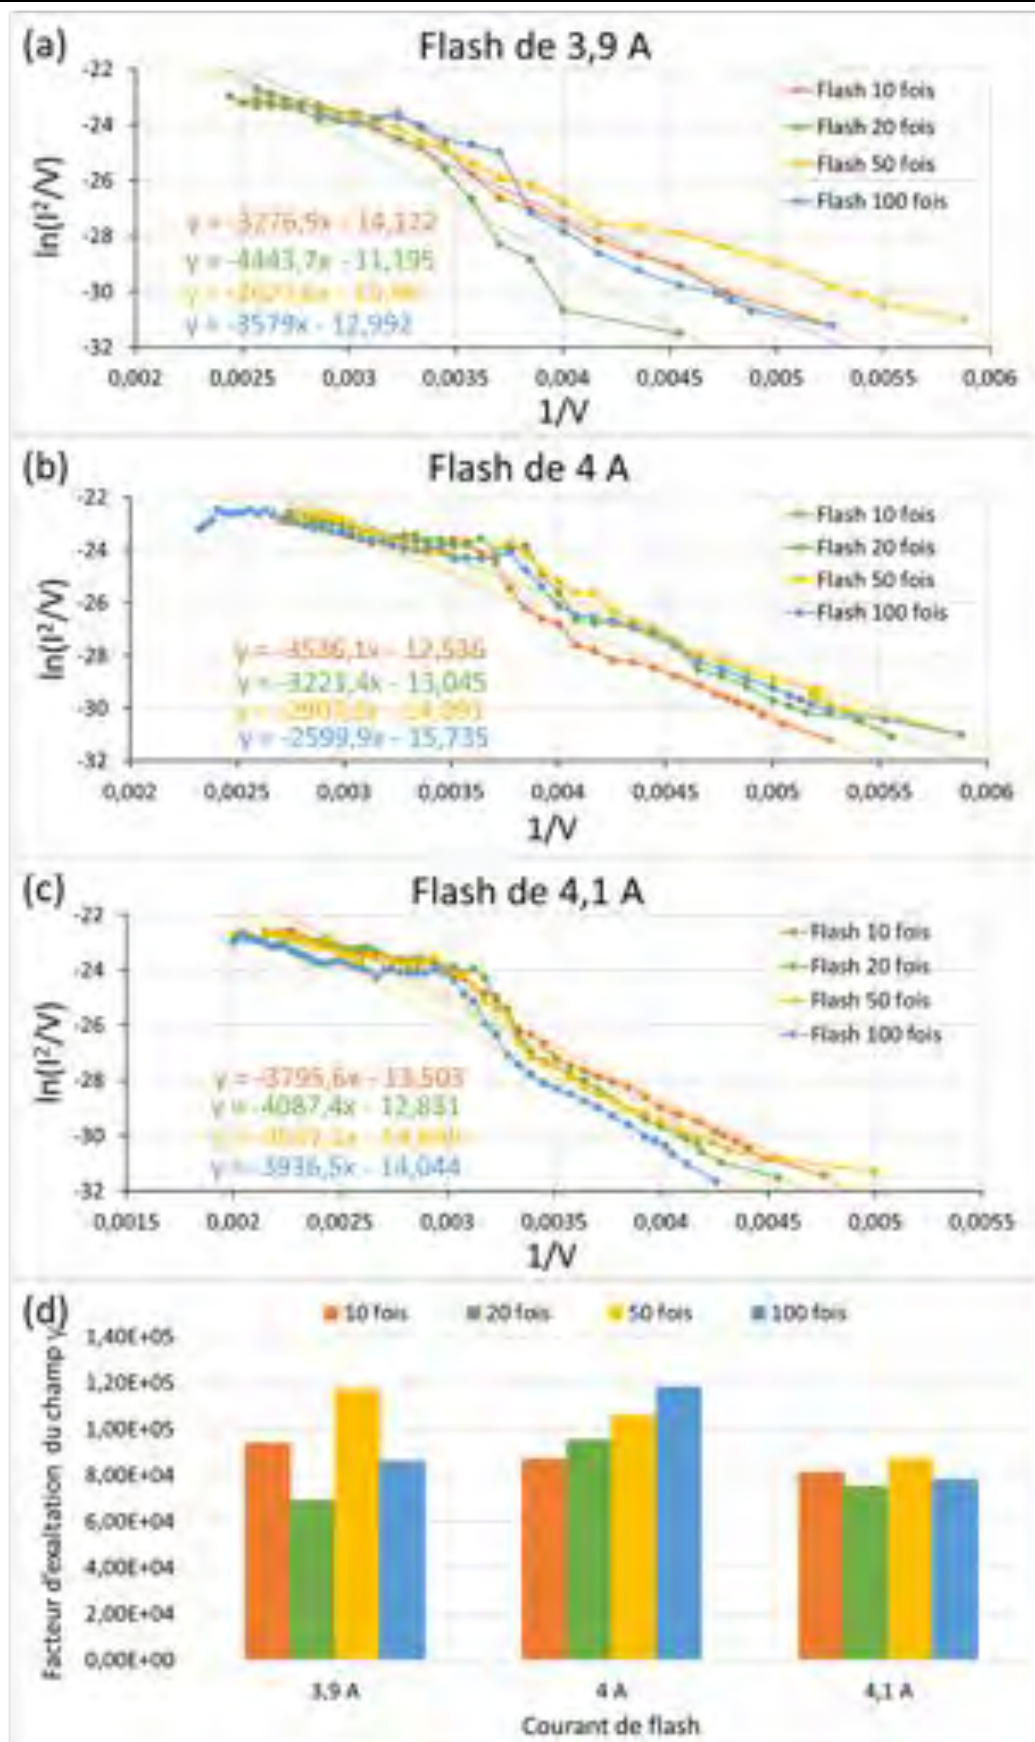 (a) Flash de 3,9 A
-22
-24
-26
-28
-30
-32
ln(I²/V)
Flash 10 fois
Flash 20 fois
Flash 50 fois
Flash 100 fois
y = -3276,9x - 14,122
y = -4443,7x - 11,195
y = -3579x - 12,992
0,002 0,0025 0,003 0,0035 0,004 0,0045 0,005 0,0055 0,006
1/V
(b) Flash de 4 A
-22
-24
-26
-28
-30
-32
ln(I²/V)
Flash 10 fois
Flash 20 fois
Flash 50 fois
Flash 100 fois
y = -3536,1x - 12,536
y = -3223,4x - 13,045
y = -2599,9x - 15,735
0,002 0,0025 0,003 0,0035 0,004 0,0045 0,005 0,0055 0,006
1/V
(c) Flash de 4,1 A
-22
-24
-26
-28
-30
-32
ln(I²/V)
Flash 10 fois
Flash 20 fois
Flash 50 fois
Flash 100 fois
y = -3795,6x - 13,503
y = -4087,4x - 12,831
y = -3936,5x - 14,044
0,0015 0,002 0,0025 0,003 0,0035 0,004 0,0045 0,005 0,0055
1/V
(d)
10 fois 20 fois 50 fois 100 fois
Facteur d'exaltation du champ γ
1,40E+05
1,20E+05
1,00E+05
8,00E+04
6,00E+04
4,00E+04
2,00E+04
0,00E+00
3,9 A 4 A 4,1 A
Courant de flash